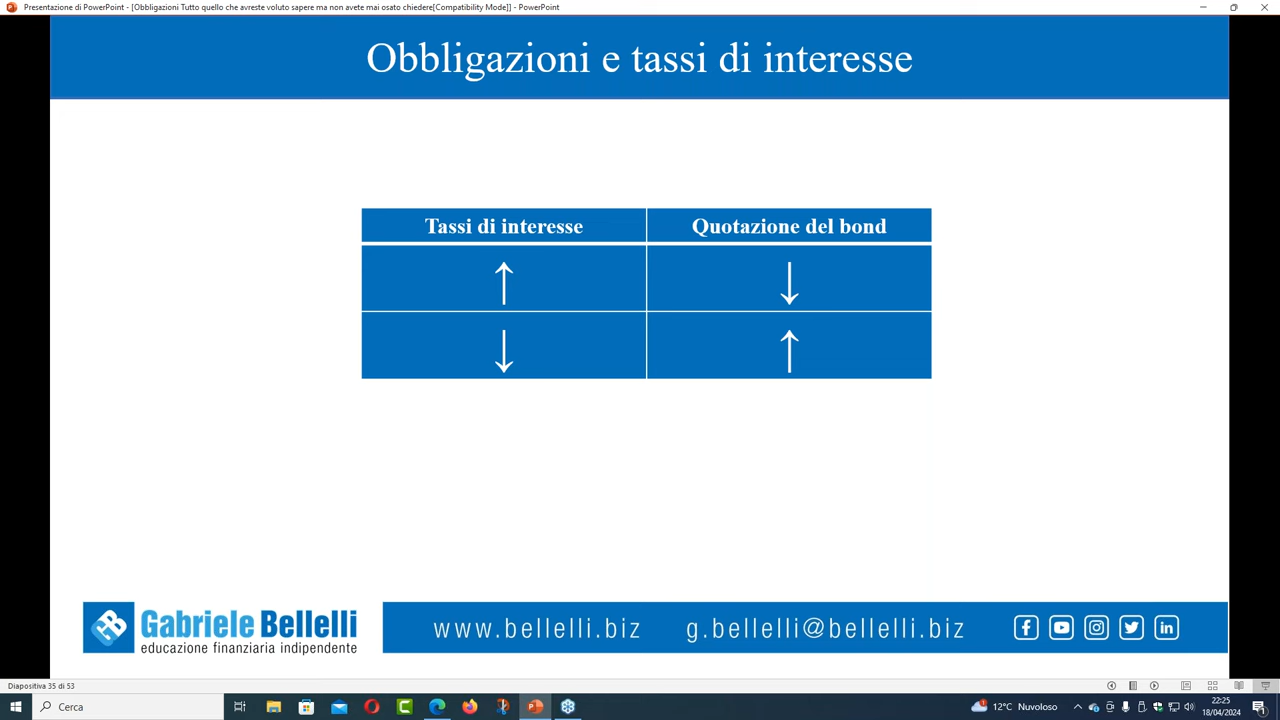 Presentazione di PowerPoint - [Obbligazioni Tutto quello che avreste voluto sapere ma non avete mai osato chiedere[Compatibility Mode]] - PowerPoint
Obbligazioni e tassi di interesse
Tassi di interesse Quotazione del bond
↑ ↓
↓ ↑
Gabriele Bellelli
educazione finanziaria indipendente
www.bellelli.biz g.bellelli@bellelli.biz
Diapositiva 35 di 53
Cerca
12°C Nuvoloso
22:25
18/04/2024
1